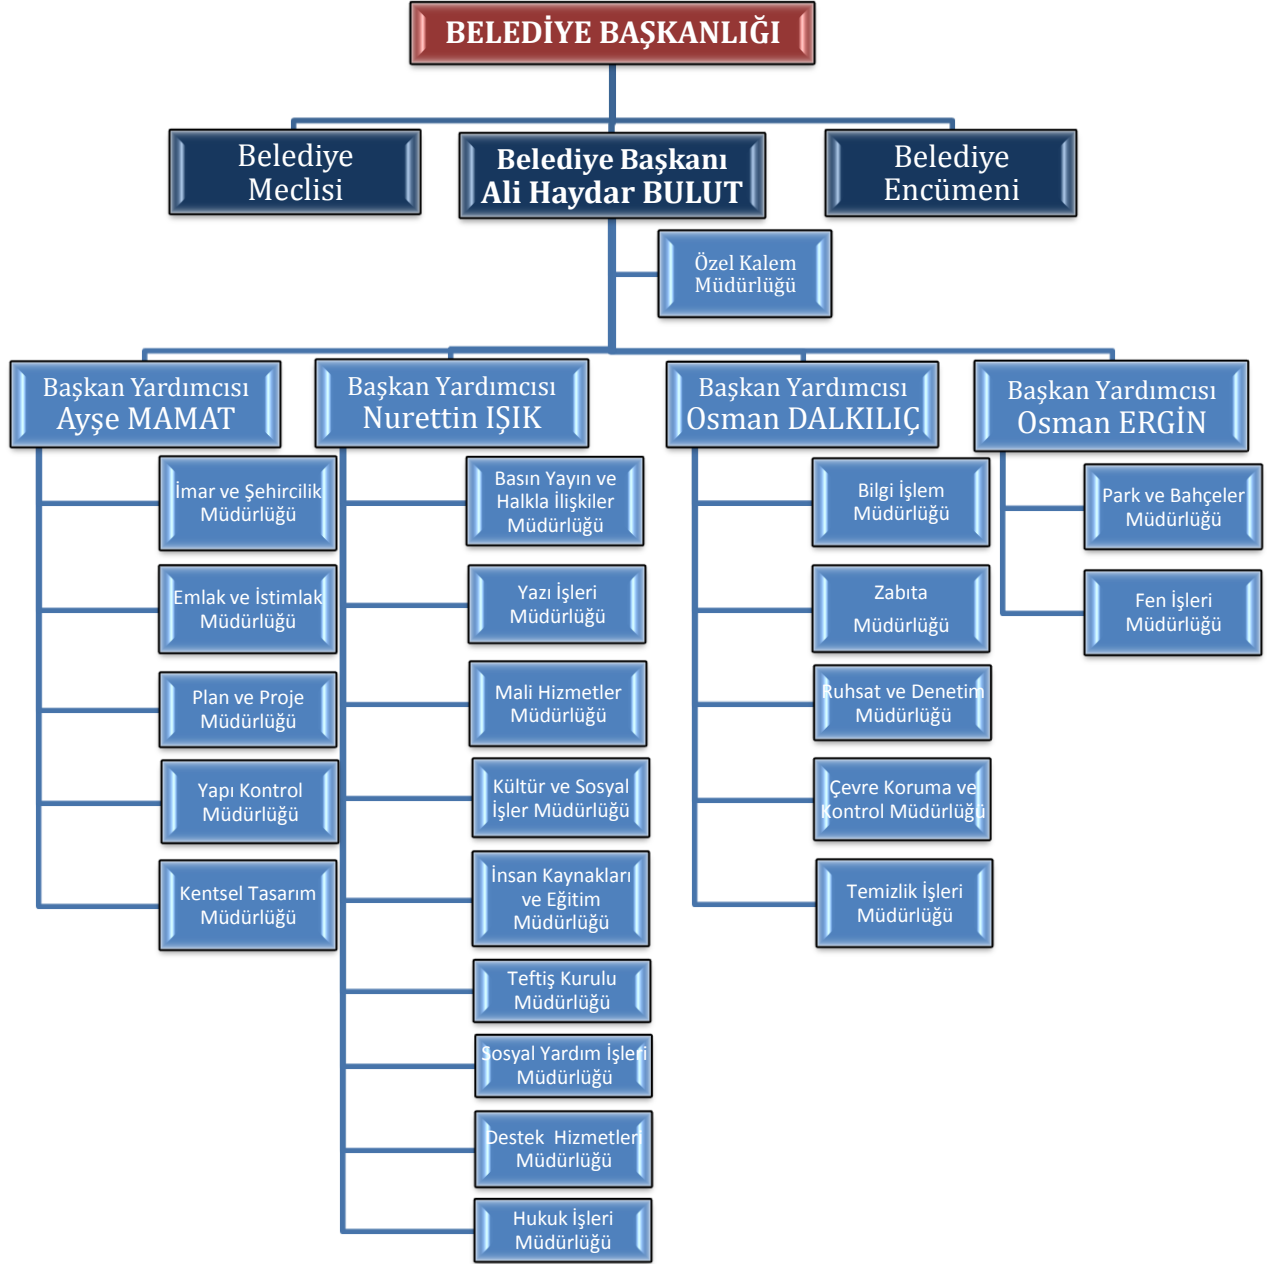 BELEDİYE BAŞKANLIĞI
Belediye
Meclisi
Belediye Başkanı
Ali Haydar BULUT
Belediye
Encümeni
Özel Kalem
Müdürlüğü
Başkan Yardımcısı
Ayşe MAMAT
Başkan Yardımcısı
Nurettin IŞIK
Başkan Yardımcısı
Osman DALKILIÇ
Başkan Yardımcısı
Osman ERGİN
İmar ve Şehircilik
Müdürlüğü
Emlak ve İstimlak
Müdürlüğü
Plan ve Proje
Müdürlüğü
Yapı Kontrol
Müdürlüğü
Kentsel Tasarım
Müdürlüğü
Basın Yayın ve
Halkla İlişkiler
Müdürlüğü
Yazı İşleri
Müdürlüğü
Mali Hizmetler
Müdürlüğü
Kültür ve Sosyal
İşler Müdürlüğü
İnsan Kaynakları
ve Eğitim
Müdürlüğü
Teftiş Kurulu
Müdürlüğü
Sosyal Yardım İşleri
Müdürlüğü
Destek Hizmetleri
Müdürlüğü
Hukuk İşleri
Müdürlüğü
Bilgi İşlem
Müdürlüğü
Zabıta
Müdürlüğü
Ruhsat ve Denetim
Müdürlüğü
Çevre Koruma ve
Kontrol Müdürlüğü
Temizlik İşleri
Müdürlüğü
Park ve Bahçeler
Müdürlüğü
Fen İşleri
Müdürlüğü